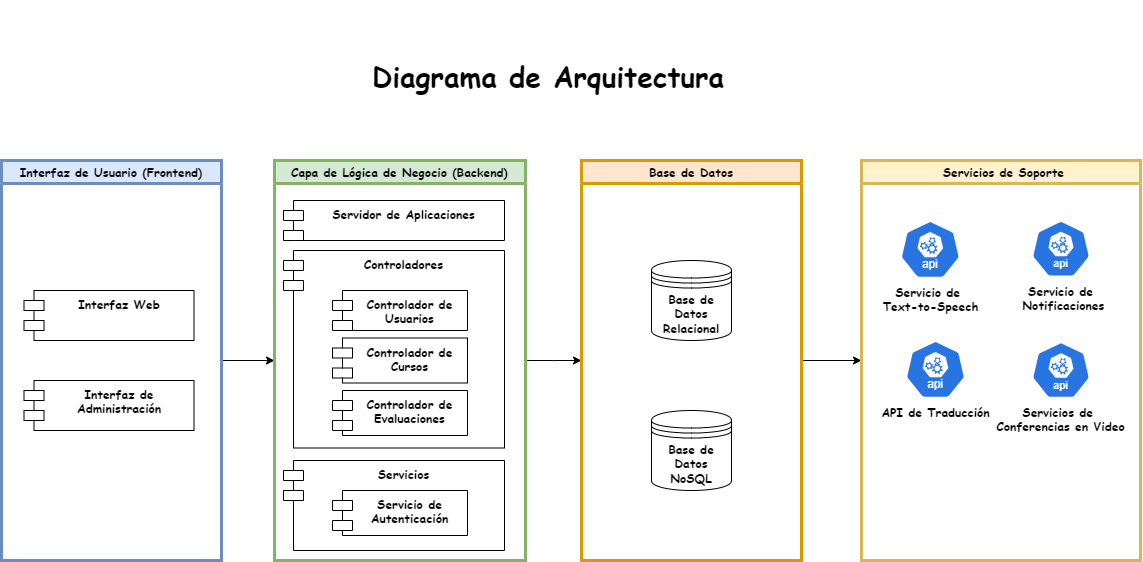 Diagrama de Arquitectura
Interfaz de Usuario (Frontend)
Interfaz Web
Interfaz de
Administración
Capa de Lógica de Negocio (Backend)
Servidor de Aplicaciones
Controladores
Controlador de
Usuarios
Controlador de
Cursos
Controlador de
Evaluaciones
Servicios
Servicio de
Autenticación
Base de Datos
Base de
Datos
Relacional
Base de
Datos
NoSQL
Servicios de Soporte
api
Servicio de
Text-to-Speech
api
Servicio de
Notificaciones
api
API de Traducción
api
Servicios de
Conferencias en Video